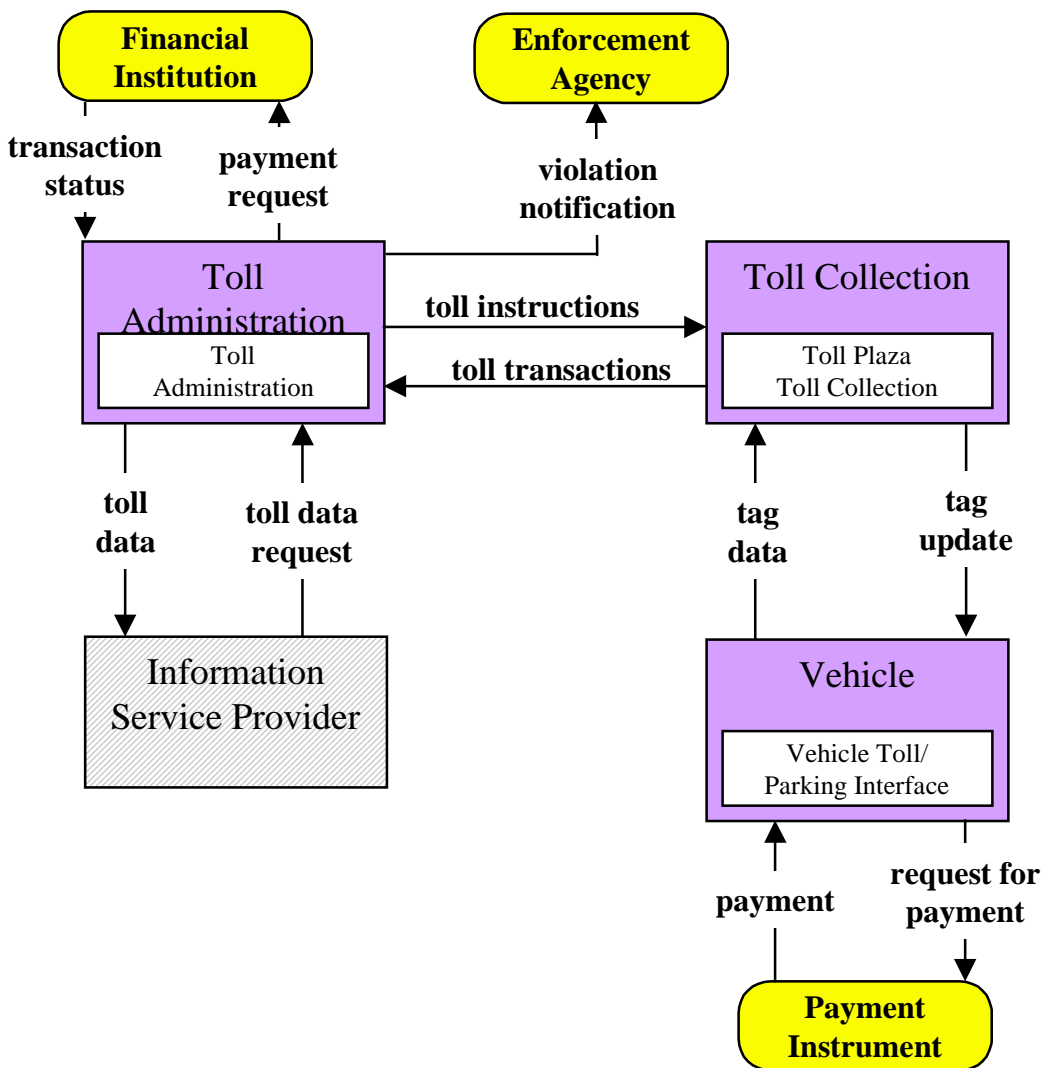 Financial
Institution
Enforcement
Agency
transaction
status
payment
request
violation
notification
Toll
Administration
Toll
Administration
toll instructions
toll transactions
Toll Collection
Toll Plaza
Toll Collection
toll
data
toll data
request
tag
data
tag
update
Information
Service Provider
Vehicle
Vehicle Toll/
Parking Interface
payment
request for
payment
Payment
Instrument